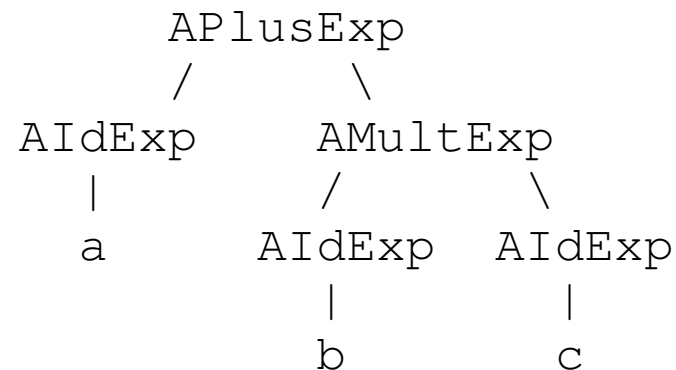 APlusExp
/ \
AIdExp AMultExp
| / \
a AIdExp AIdExp
| |
b c